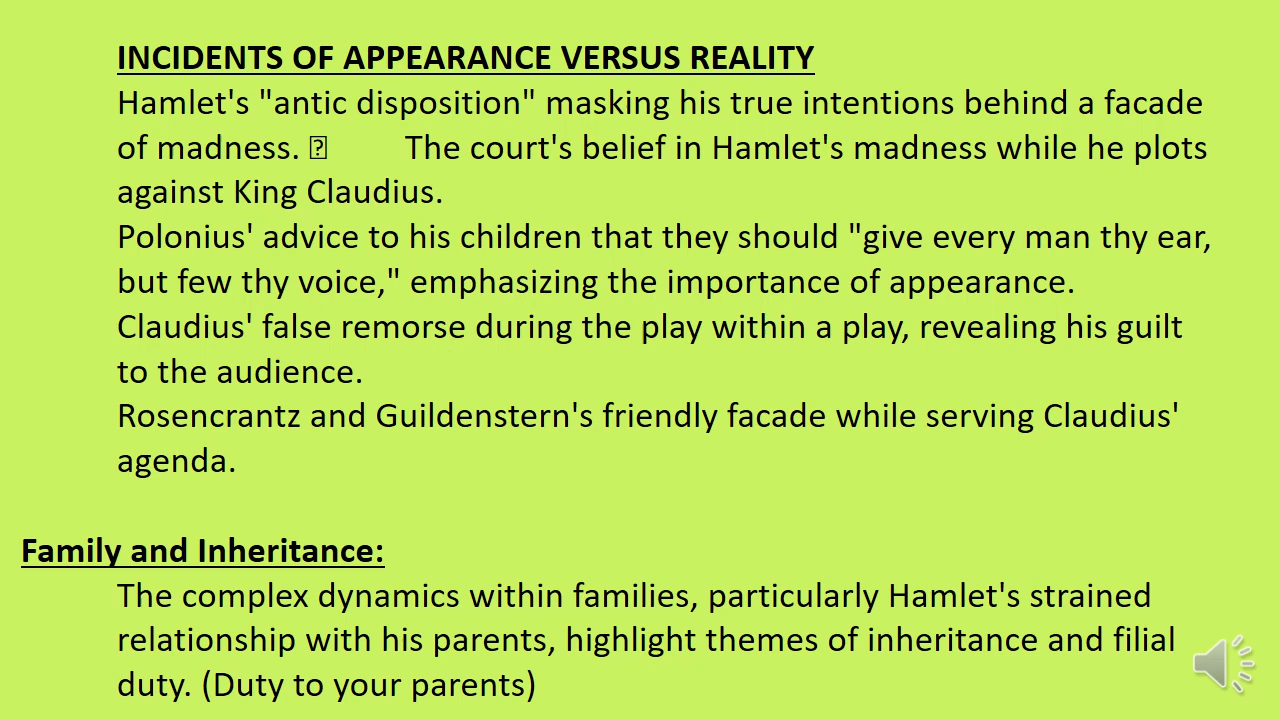 INCIDENTS OF APPEARANCE VERSUS REALITY
Hamlet's "antic disposition" masking his true intentions behind a facade
of madness. The court's belief in Hamlet's madness while he plots
against King Claudius.
Polonius' advice to his children that they should "give every man thy ear,
but few thy voice," emphasizing the importance of appearance.
Claudius' false remorse during the play within a play, revealing his guilt
to the audience.
Rosencrantz and Guildenstern's friendly facade while serving Claudius'
agenda.
Family and Inheritance:
The complex dynamics within families, particularly Hamlet's strained
relationship with his parents, highlight themes of inheritance and filial
duty. (Duty to your parents)